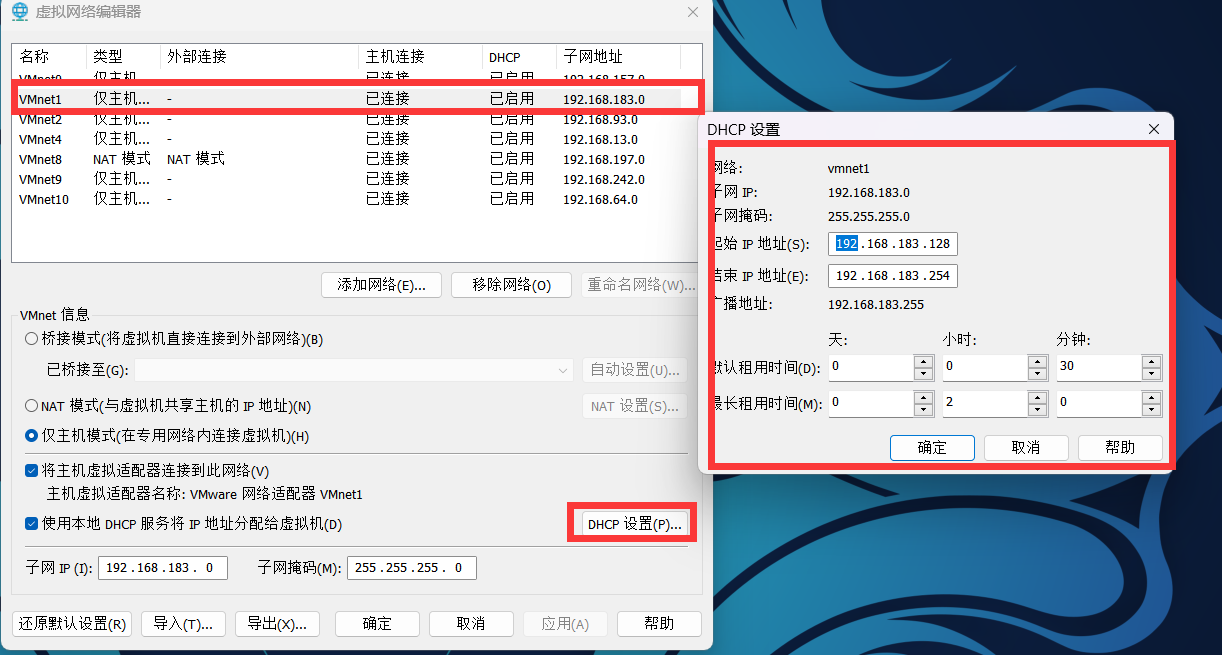 虚拟网络编辑器
名称 类型 外部连接 主机连接 DHCP 子网地址
VMnet0 仅主机... 已连接 已启用 192.168.157.0
VMnet1 仅主机... - 已连接 已启用 192.168.183.0
VMnet2 仅主机... - 已连接 已启用 192.168.93.0
VMnet4 仅主机... - 已连接 已启用 192.168.13.0
VMnet8 NAT 模式 NAT 模式 已连接 已启用 192.168.197.0
VMnet9 仅主机... - 已连接 已启用 192.168.242.0
VMnet10 仅主机... - 已连接 已启用 192.168.64.0
添加网络(E)... 移除网络(O) 重命名网络(W)...
VMnet 信息
桥接模式(将虚拟机直接连接到外部网络)(B)
已桥接至(G): 自动设置(U)...
NAT 模式(与虚拟机共享主机的 IP 地址)(N) NAT 设置(S)...
仅主机模式(在专用网络内连接虚拟机)(H)
将主机虚拟适配器连接到此网络(V)
主机虚拟适配器名称: VMware 网络适配器 VMnet1
使用本地 DHCP 服务将 IP 地址分配给虚拟机(D) DHCP 设置(P)...
子网 IP (I): 192.168.183. 0 子网掩码(M): 255.255.255. 0
还原默认设置(R) 导入(T)... 导出(X)... 确定 取消 应用(A) 帮助
DHCP 设置
网络: vmnet1
子网 IP: 192.168.183.0
子网掩码: 255.255.255.0
起始 IP 地址(S): 192.168.183.128
结束 IP 地址(E): 192.168.183.254
广播地址: 192.168.183.255
天: 小时: 分钟:
默认租用时间(D): 0 0 30
最长租用时间(M): 0 2 0
确定 取消 帮助